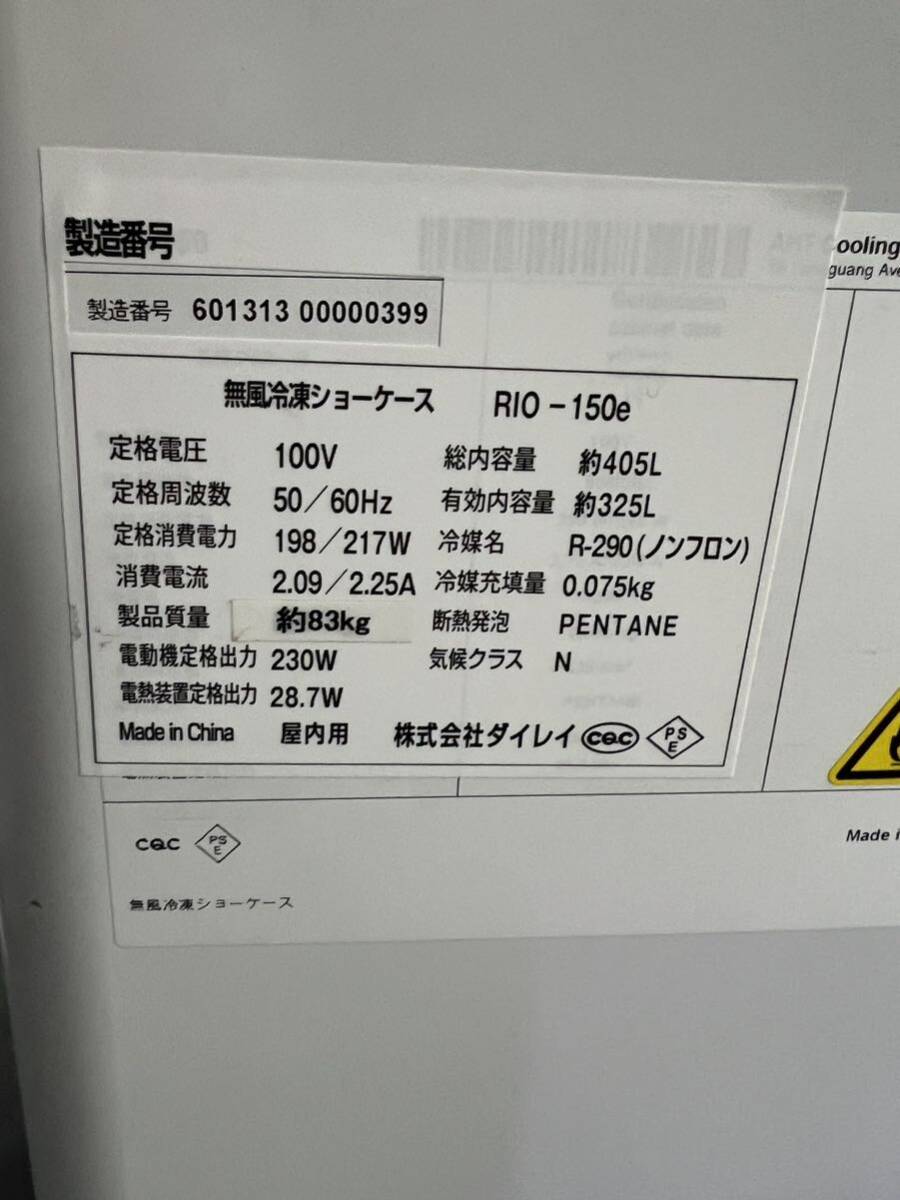 製造番号
製造番号 601313 00000399
無風冷凍ショーケース RIO-150e
定格電圧 100V 総内容量 約405L
定格周波数 50/60Hz 有効内容量 約325L
定格消費電力 198/217W 冷媒名 R-290(ノンフロン)
消費電流 2.09/2.25A 冷媒充填量 0.075kg
製品質量 約83kg 断熱発泡 PENTANE
電動機定格出力 230W 気候クラス N
電熱装置定格出力 28.7W
Made in China 屋内用 株式会社ダイレイ CQC PSE
AHT Cooling
guang Ave
CQC PSE
Made i
無風冷凍ショーケース